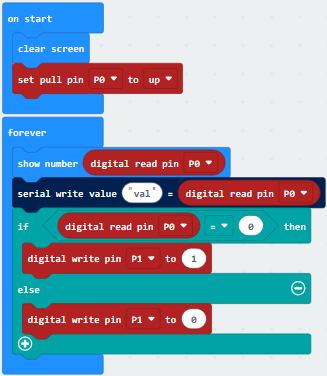 on start
clear screen
set pull pin P0 to up
forever
show number digital read pin P0
serial write value "val" = digital read pin P0
if digital read pin P0 = 0 then
digital write pin P1 to 1
else
digital write pin P1 to 0